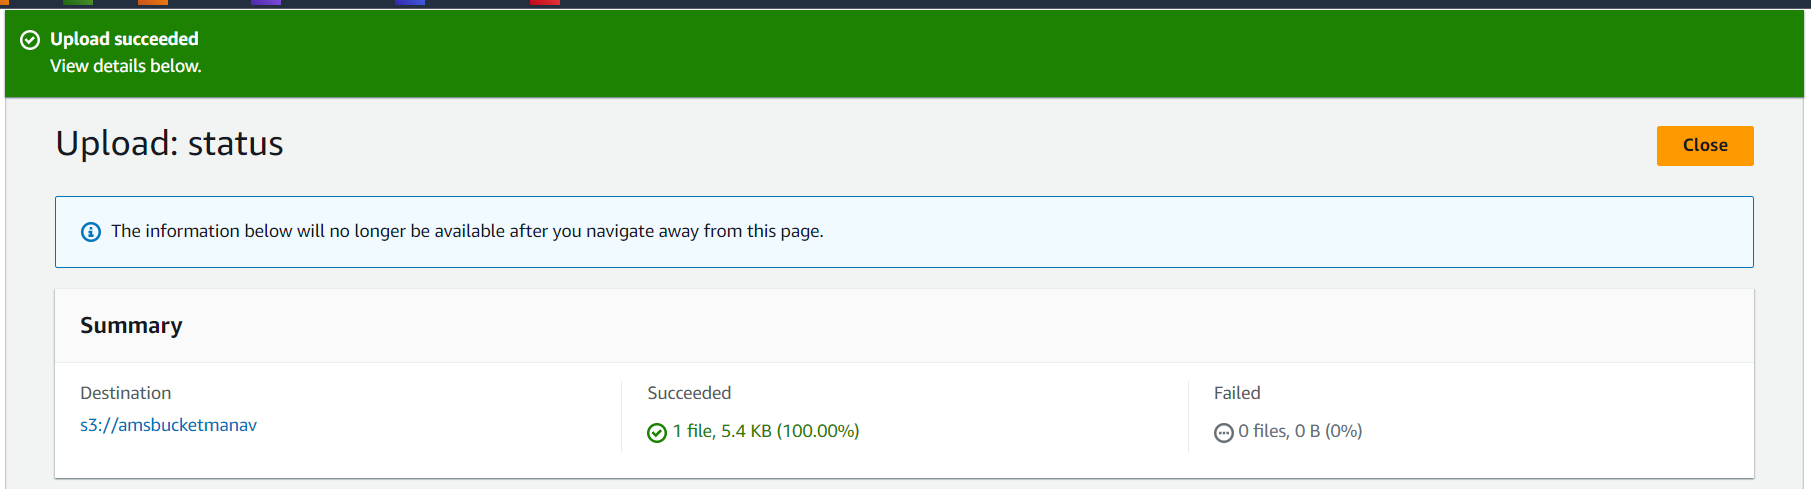 Upload succeeded
View details below.
Upload: status
Close
The information below will no longer be available after you navigate away from this page.
Summary
Destination
s3://amsbucketmanav
Succeeded
1 file, 5.4 KB (100.00%)
Failed
0 files, 0 B (0%)